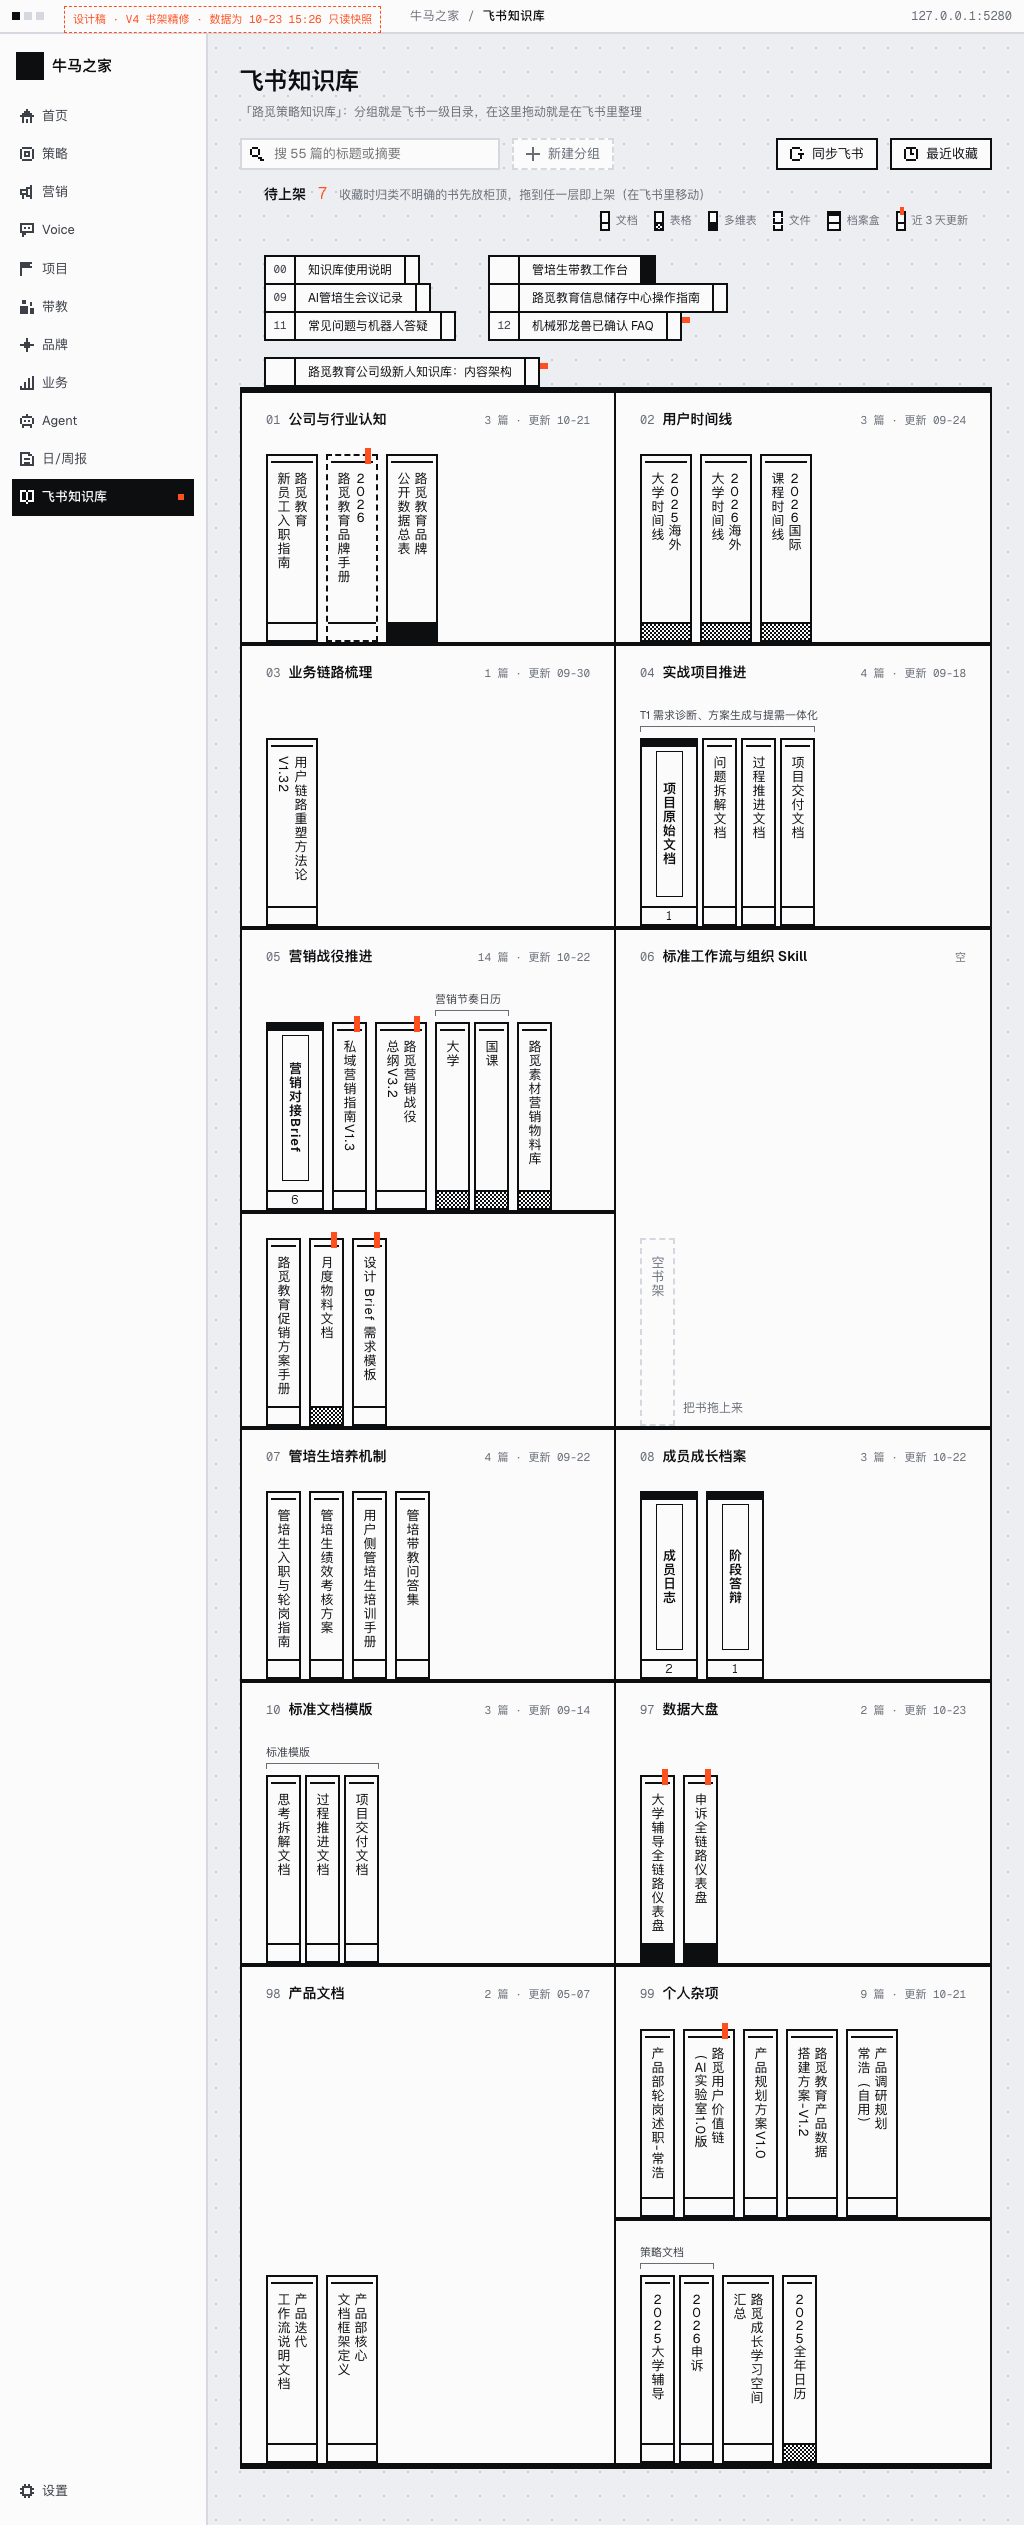 设计稿 · V4 书架精修 · 数据为 10-23 15:26 只读快照
牛马之家 / 飞书知识库
127.0.0.1:5280
牛马之家
首页
策略
营销
Voice
项目
带教
品牌
业务
Agent
日/周报
飞书知识库
设置
飞书知识库
「路觅策略知识库」：分组就是飞书一级目录，在这里拖动就是在飞书里整理
搜 55 篇的标题或摘要
新建分组
同步飞书
最近收藏
待上架 7 收藏时归类不明确的书先放柜顶，拖到任一层即上架（在飞书里移动）
文档
表格
多维表
文件
档案盒
近 3 天更新
00 知识库使用说明
09 AI管培生会议记录
11 常见问题与机器人答疑
管培生带教工作台
路觅教育信息储存中心操作指南
12 机械邪龙兽已确认 FAQ
路觅教育公司级新人知识库：内容架构
01 公司与行业认知
3 篇 · 更新 10-21
路觅教育
新员工入职指南
2026
路觅教育品牌手册
路觅教育品牌
公开数据总表
02 用户时间线
3 篇 · 更新 09-24
2025海外
大学时间线
2026海外
大学时间线
2026国际
课程时间线
03 业务链路梳理
1 篇 · 更新 09-30
用户链路重塑方法论
V1.32
04 实战项目推进
4 篇 · 更新 09-18
T1 需求诊断、方案生成与提需一体化
项目原始文档
1
问题拆解文档
过程推进文档
项目交付文档
05 营销战役推进
14 篇 · 更新 10-22
营销对接Brief
6
私域营销指南V1.3
路觅营销战役
总纲V3.2
营销节奏日历
大学
国课
路觅素材营销物料库
路觅教育促销方案手册
月度物料文档
设计 Brief 需求模板
06 标准工作流与组织 Skill
空
空书架
把书拖上来
07 管培生培养机制
4 篇 · 更新 09-22
管培生入职与轮岗指南
管培生绩效考核方案
用户侧管培生培训手册
管培带教问答集
08 成员成长档案
3 篇 · 更新 10-22
成员日志
2
阶段答辩
1
10 标准文档模版
3 篇 · 更新 09-14
标准模版
思考拆解文档
过程推进文档
项目交付文档
97 数据大盘
2 篇 · 更新 10-23
大学辅导全链路仪表盘
申诉全链路仪表盘
98 产品文档
2 篇 · 更新 05-07
产品迭代
工作流说明文档
产品部核心
文档框架定义
99 个人杂项
9 篇 · 更新 10-21
产品部轮岗述职-常浩
路觅用户价值链
（AI实验室1.0版
产品规划方案V1.0
路觅教育产品数据
搭建方案-V1.2
产品调研规划
常浩（自用）
策略文档
2025大学辅导
2026申诉
路觅成长学习空间
汇总
2025全年日历